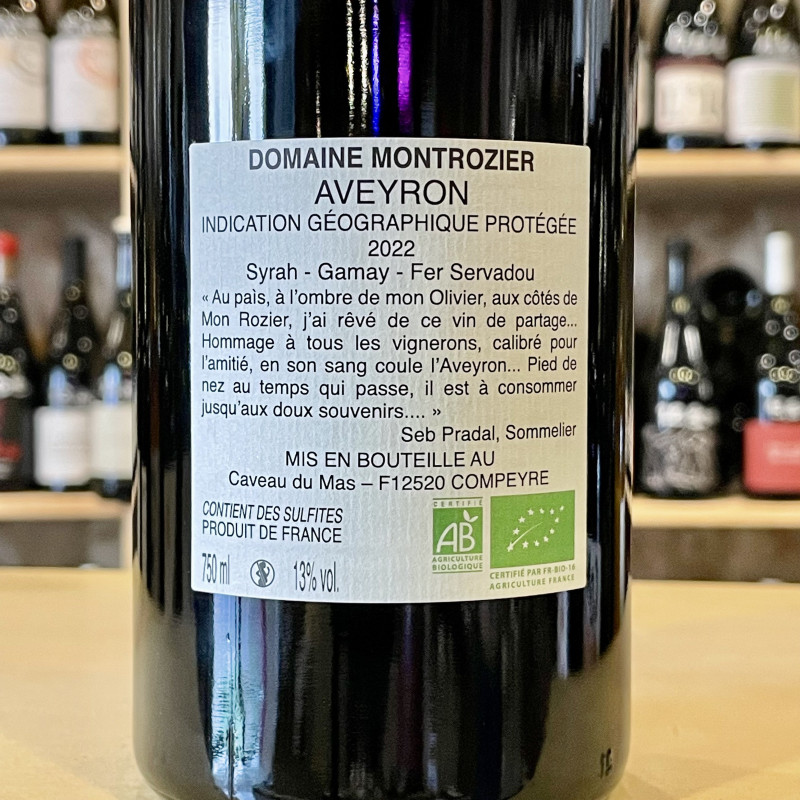 DOMAINE MONTROZIER
AVEYRON
INDICATION GÉOGRAPHIQUE PROTÉGÉE
2022
Syrah - Gamay - Fer Servadou
« Au païs, à l'ombre de mon Olivier, aux côtés de
Mon Rozier, j'ai rêvé de ce vin de partage...
Hommage à tous les vignerons, calibré pour
l'amitié, en son sang coule l'Aveyron... Pied de
nez au temps qui passe, il est à consommer
jusqu'aux doux souvenirs.... »
Seb Pradal, Sommelier
MIS EN BOUTEILLE AU
Caveau du Mas – F12520 COMPEYRE
CONTIENT DES SULFITES
PRODUIT DE FRANCE
750 ml 13% vol.
CERTIFIÉ
AB
AGRICULTURE
BIOLOGIQUE
CERTIFIÉ PAR FR-BIO-16
AGRICULTURE FRANCE